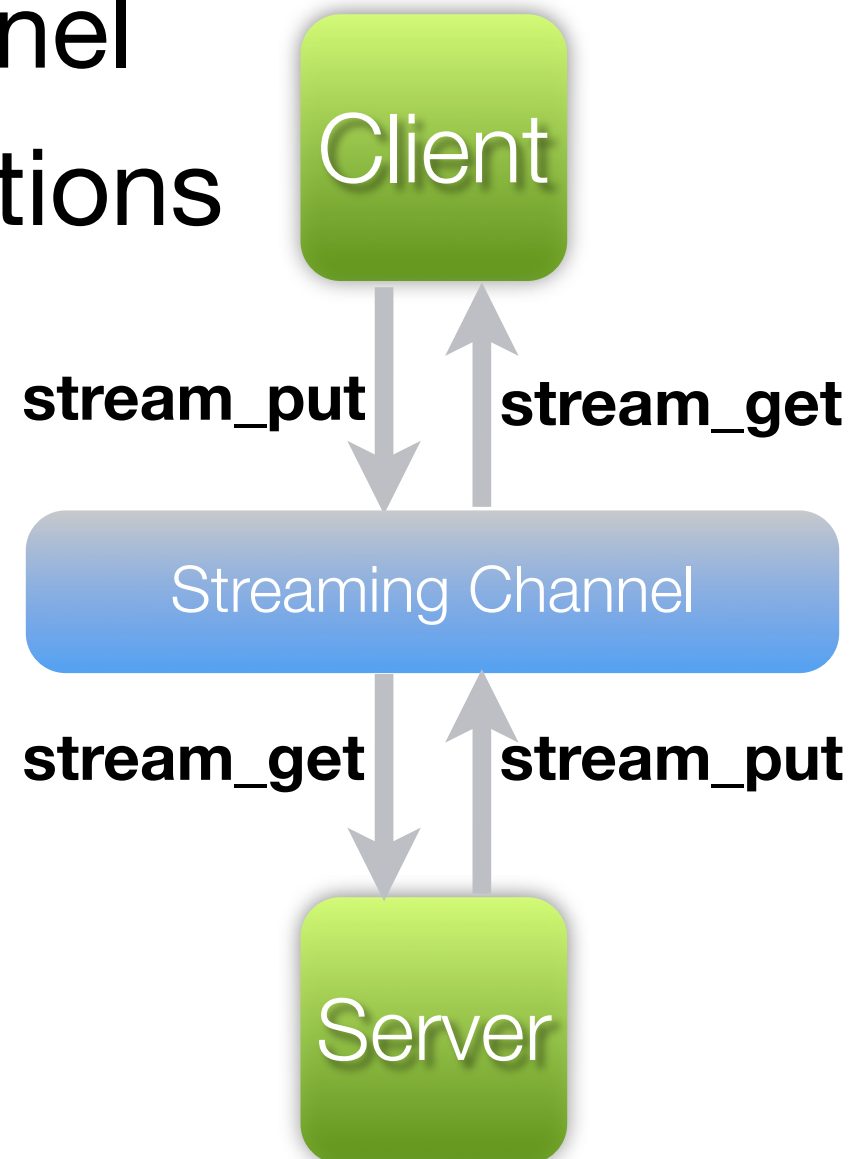 nel
tions
Client
stream_put
stream_get
Streaming Channel
stream_get
stream_put
Server